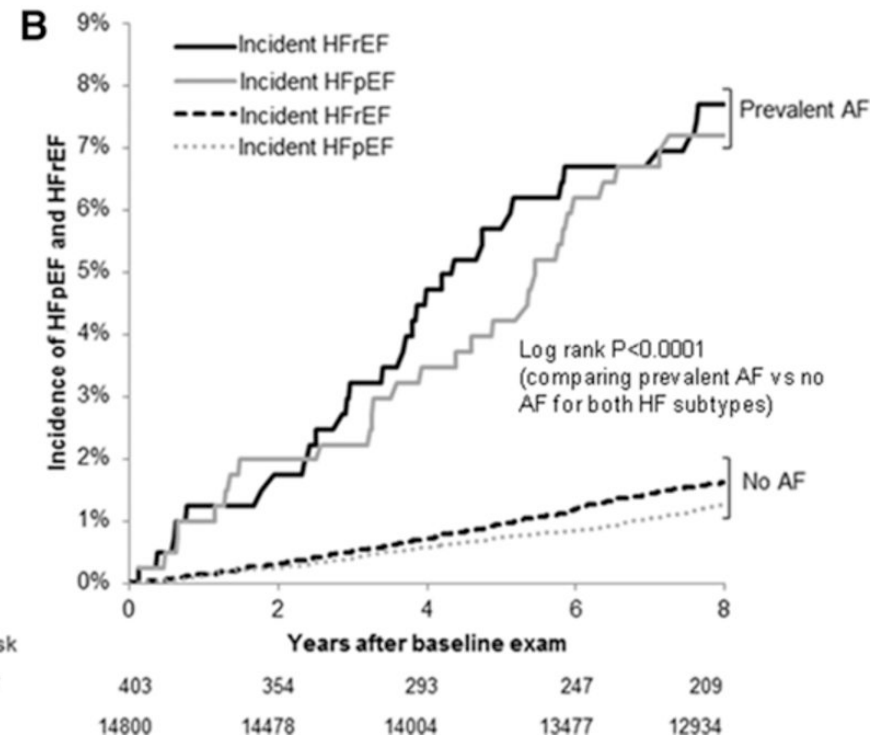 B
9%
8%
7%
6%
5%
4%
3%
2%
1%
0%
Incidence of HFpEF and HFrEF
Incident HFrEF
Incident HFpEF
Incident HFrEF
Incident HFpEF
Prevalent AF
Log rank P<0.0001
(comparing prevalent AF vs no
AF for both HF subtypes)
No AF
0 2 4 6 8
Years after baseline exam
sk
403 354 293 247 209
14800 14478 14004 13477 12934